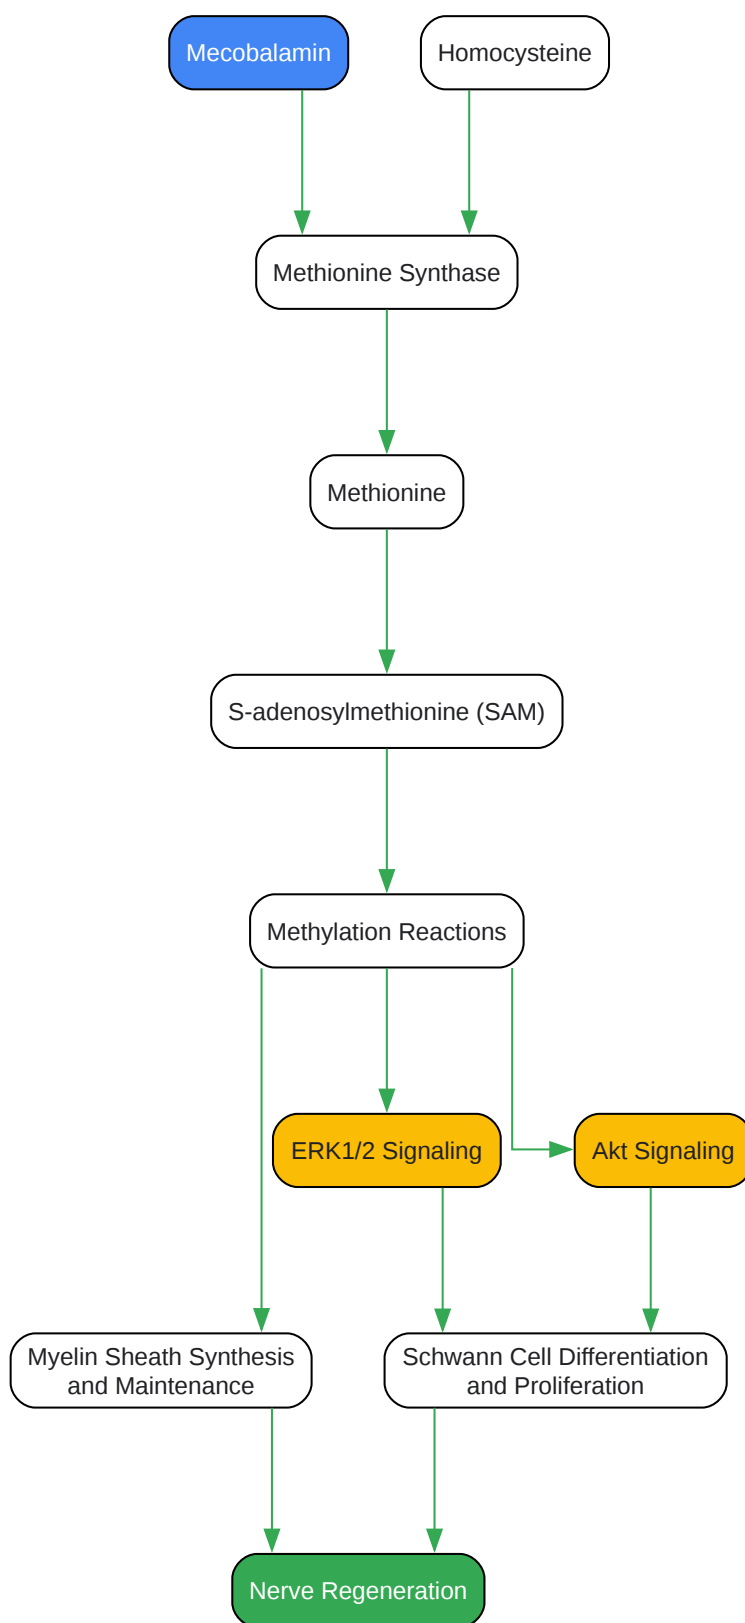 Mecobalamin
Homocysteine
Methionine Synthase
Methionine
S-adenosylmethionine (SAM)
Methylation Reactions
ERK1/2 Signaling
Akt Signaling
Myelin Sheath Synthesis
and Maintenance
Schwann Cell Differentiation
and Proliferation
Nerve Regeneration